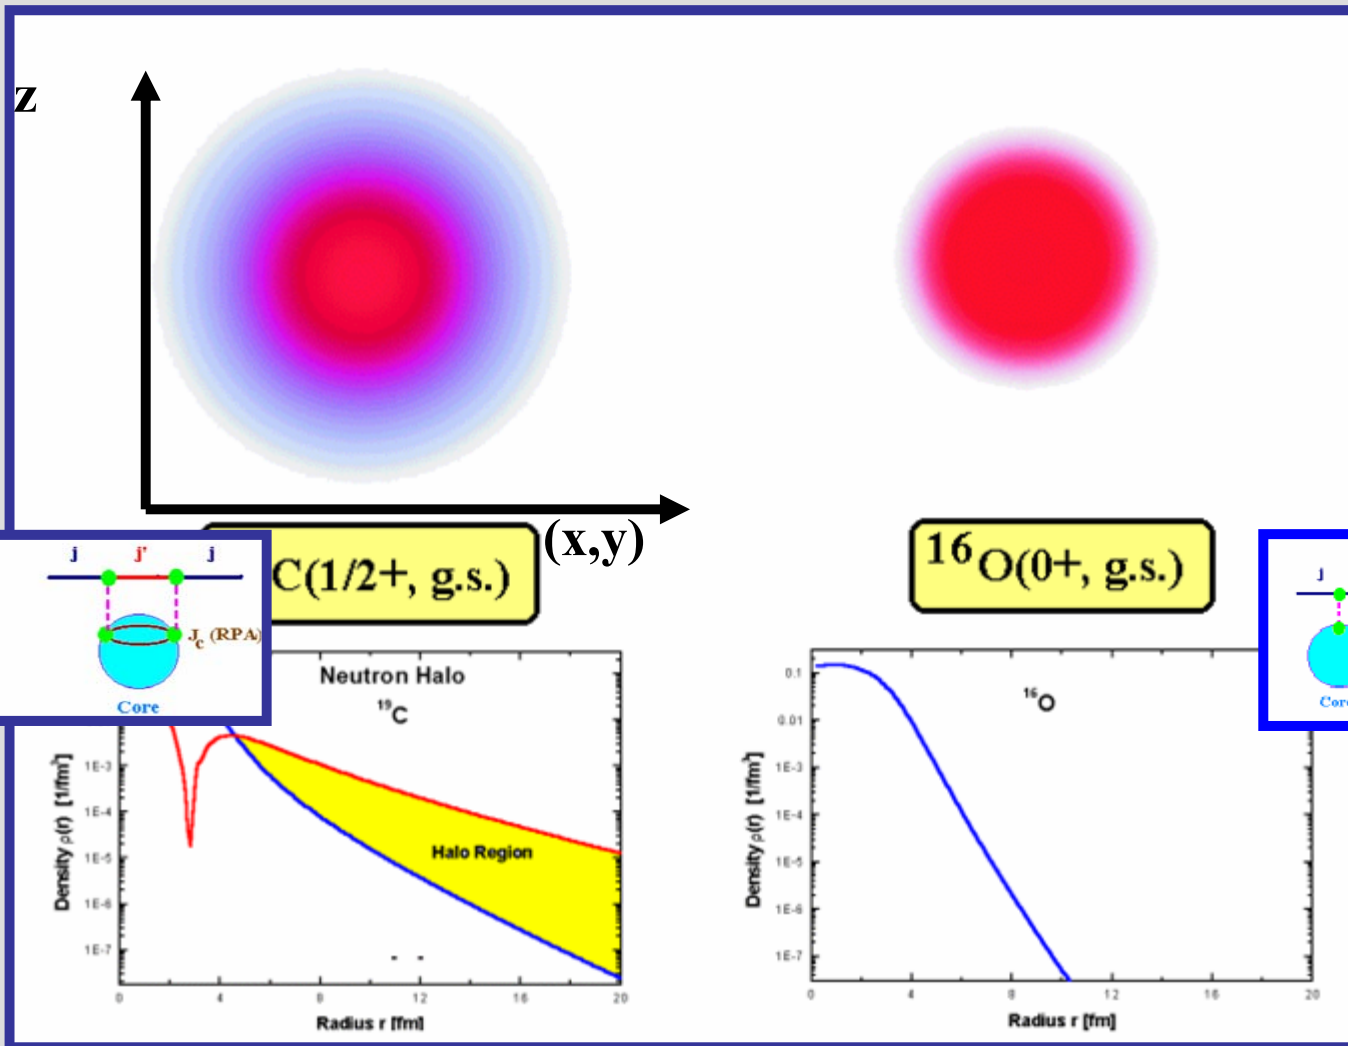 z
(x,y)
C(1/2+, g.s.)
16O(0+, g.s.)
j j' j
Jc (RPA)
Core
j
Core
Neutron Halo
19C
Halo Region
Density ρ(r) [1/fm³]
1E-3
1E-4
1E-5
1E-6
1E-7
0 4 8 12 16 20
Radius r [fm]
16O
Density ρ(r) [1/fm³]
0.1
0.01
1E-3
1E-4
1E-5
1E-6
1E-7
0 4 8 12 16 20
Radius r [fm]